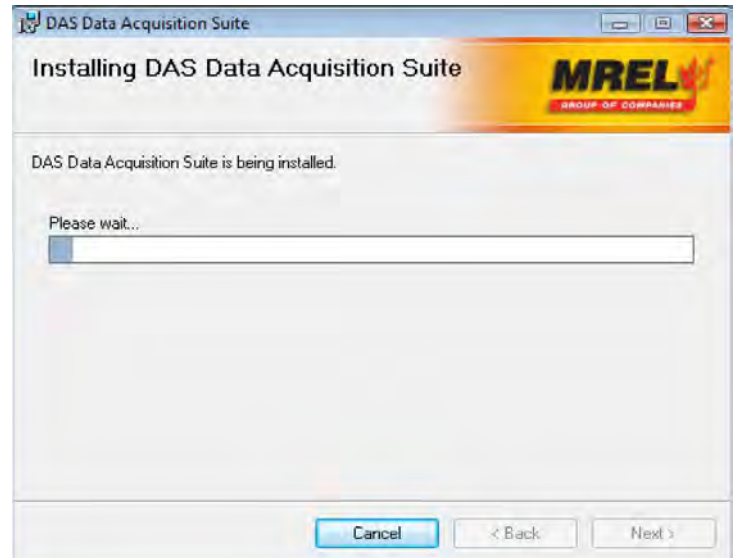 DAS Data Acquisition Suite
Installing DAS Data Acquisition Suite
MREL
GROUP OF COMPANIES
DAS Data Acquisition Suite is being installed.
Please wait...
Cancel
< Back
Next >